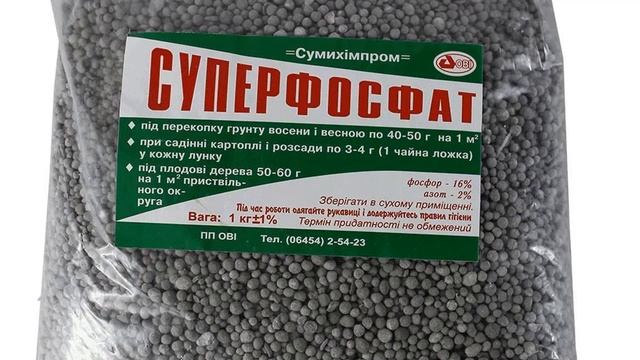 =Сумихімпром=
ОВІ
СУПЕРФОСФАТ
♦ під перекопку грунту восени і весною по 40-50 г на 1 м²
♦ при садінні картоплі і розсади по 3-4 г (1 чайна ложка)
у кожну лунку
♦ під плодові дерева 50-60 г
на 1 м² приствіль-
ного ок-
руга
фосфор - 16%
азот - 2%
Зберігати в сухому приміщенні.
Під час роботи одягайте рукавиці і додержуйтесь правил гігієни
Вага: 1 кг±1%
Термін придатності не обмежений
ПП ОВІ Тел. (06454) 2-54-23